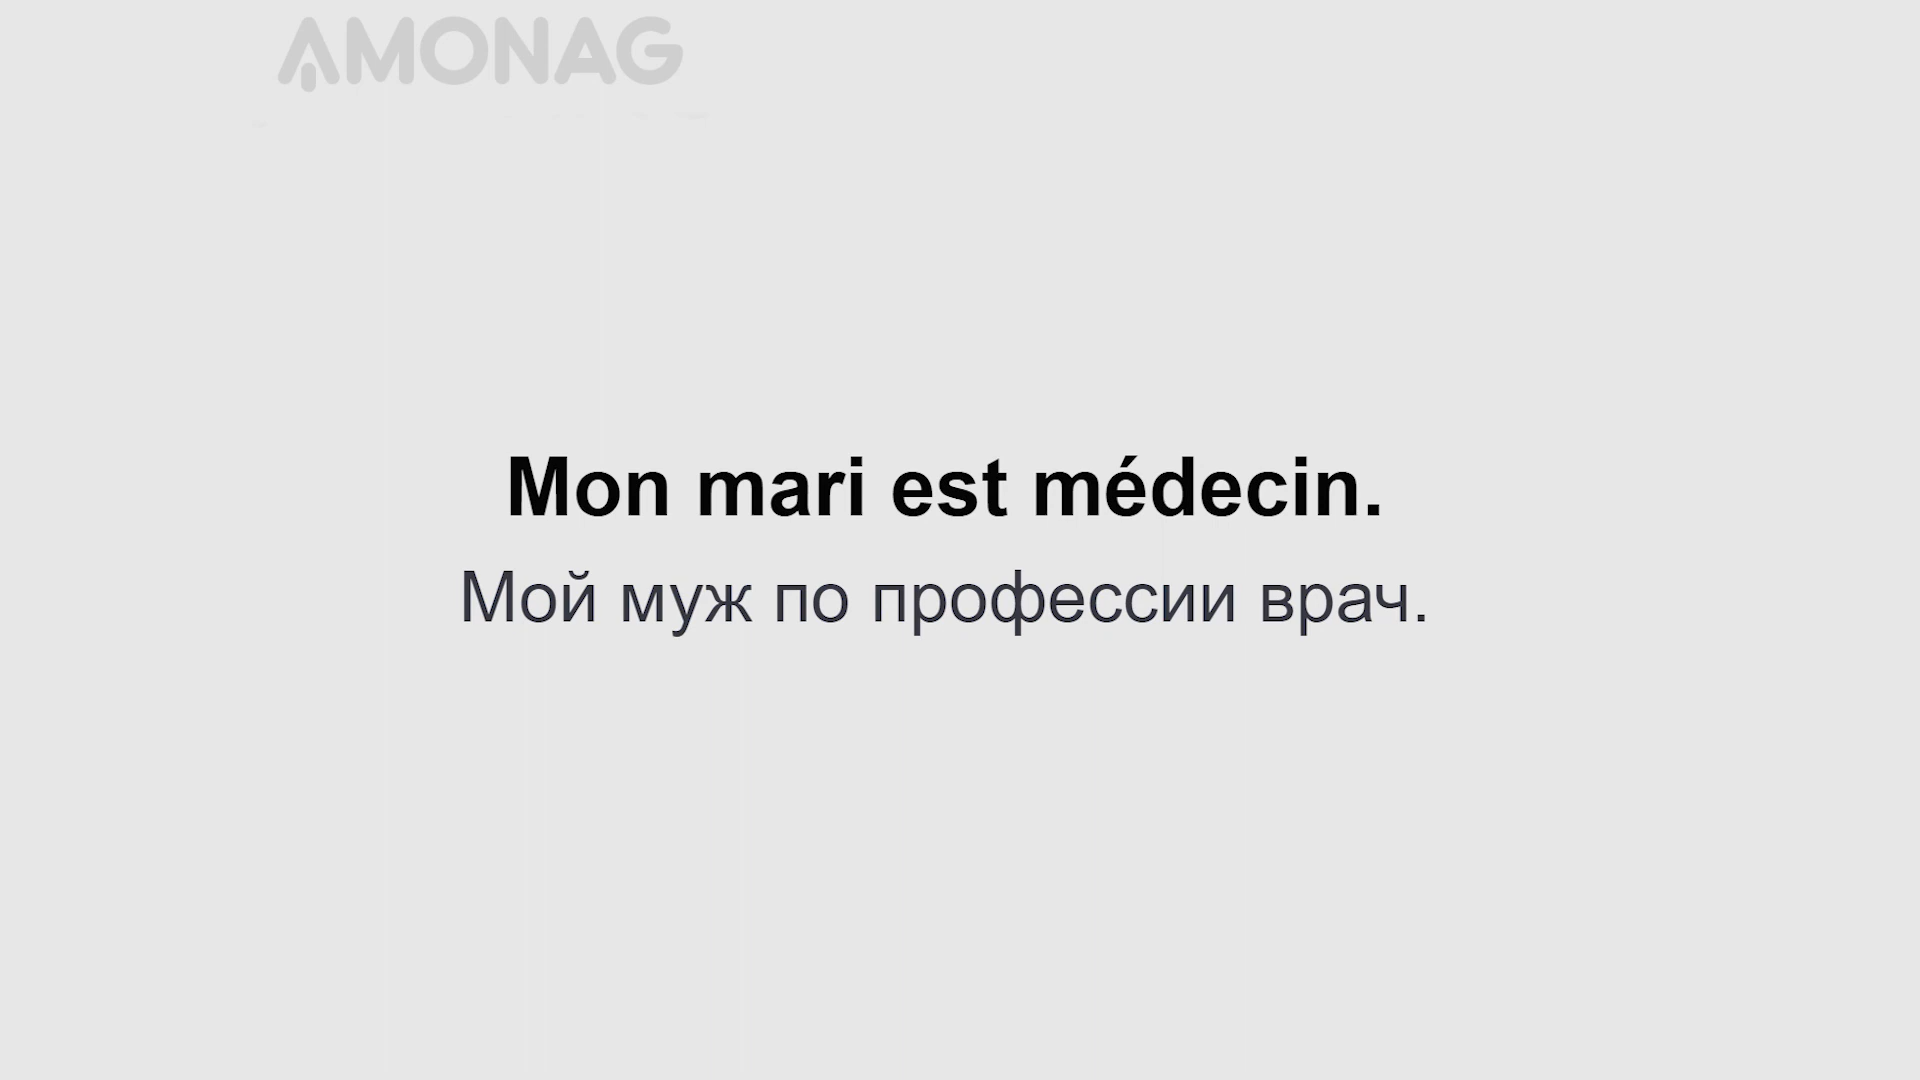 AMONAG
Mon mari est médecin.
Мой муж по профессии врач.